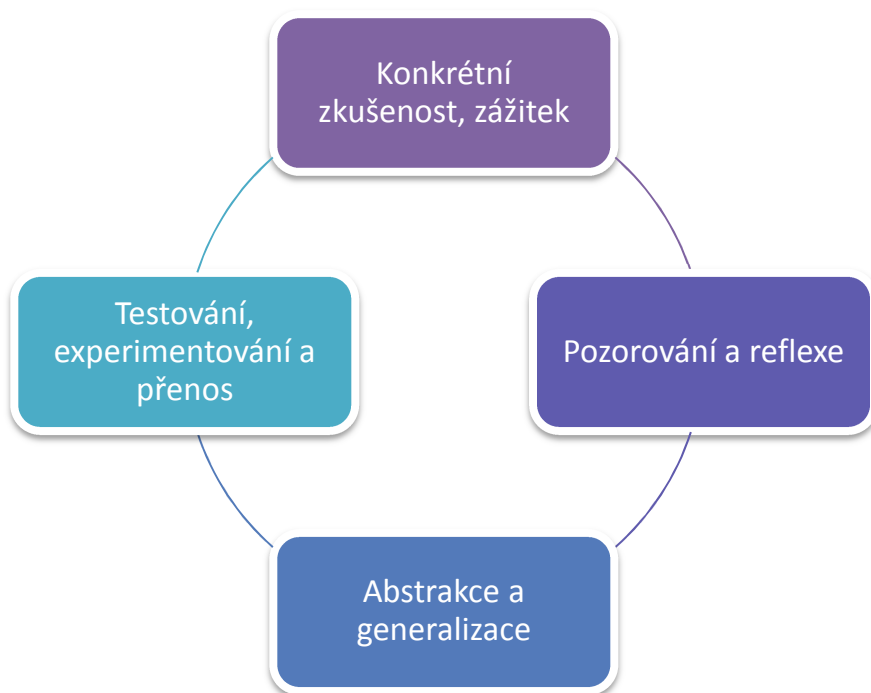 Konkrétní
zkušenost, zážitek
Testování,
experimentování a
přenos
Pozorování a reflexe
Abstrakce a
generalizace